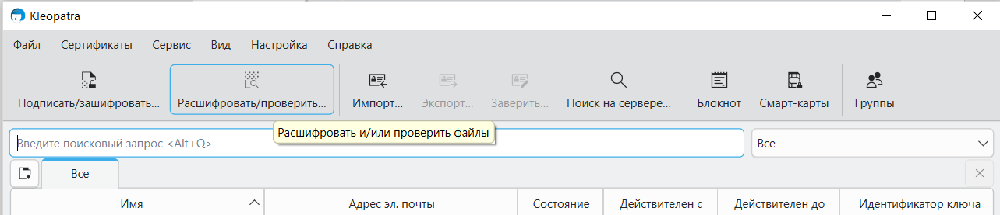 Kleopatra
Файл Сертификаты Сервис Вид Настройка Справка
Подписать/зашифровать... Расшифровать/проверить... Импорт... Экспорт... Заверить... Поиск на сервере... Блокнот Смарт-карты Группы
Расшифровать и/или проверить файлы
Введите поисковый запрос <Alt+Q> Все
Все
Имя Адрес эл. почты Состояние Действителен с Действителен до Идентификатор ключа